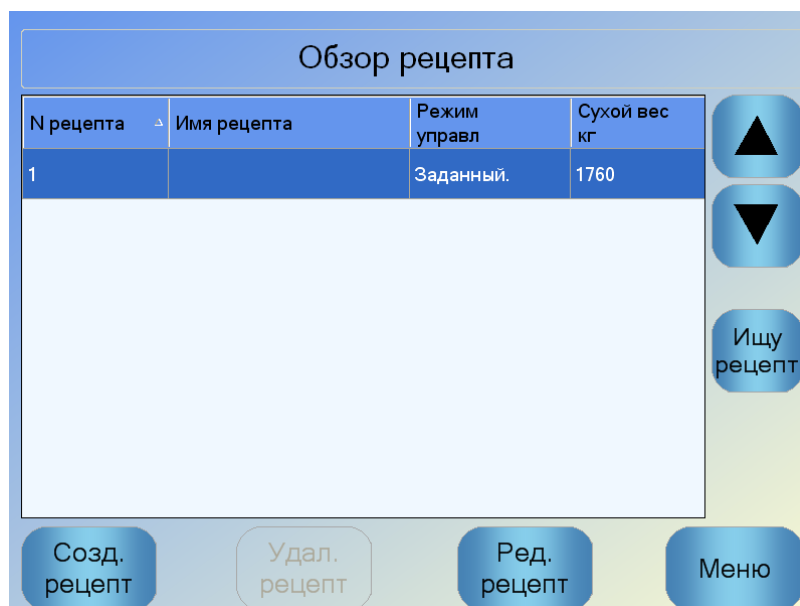 Обзор рецепта
N рецепта Имя рецепта Режим управл Сухой вес кг
1 Заданный. 1760
Ищу
рецепт
Созд.
рецепт
Удал.
рецепт
Ред.
рецепт
Меню